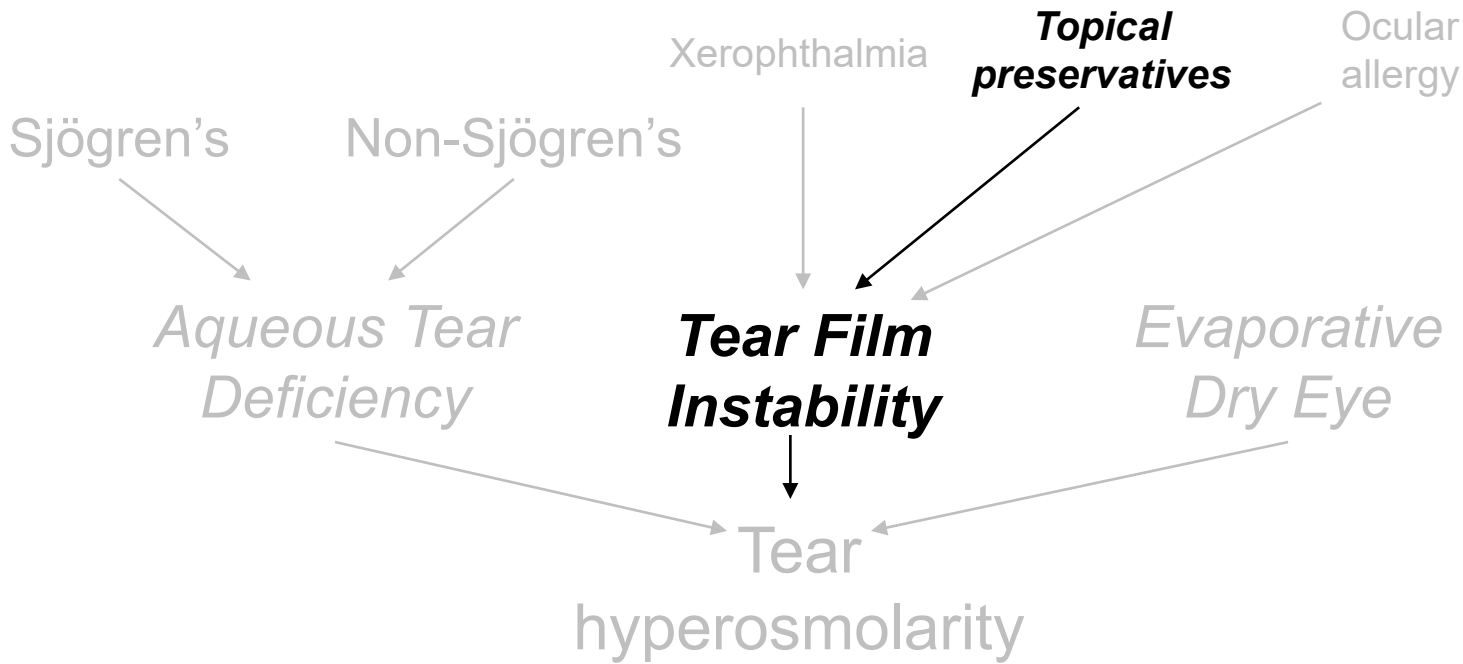 Xerophthalmia
Topical
preservatives
Ocular
allergy
Sjögren’s
Non-Sjögren’s
Aqueous Tear
Deficiency
Tear Film
Instability
Evaporative
Dry Eye
Tear
hyperosmolarity